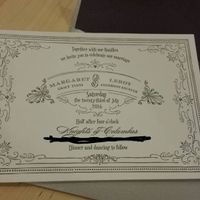 Together with our families
we invite you to celebrate our marriage
MARGARET & LEROY
Saturday
the twenty-third of July
2016
Half after four o'clock
Knights of Columbus
Dinner and dancing to follow